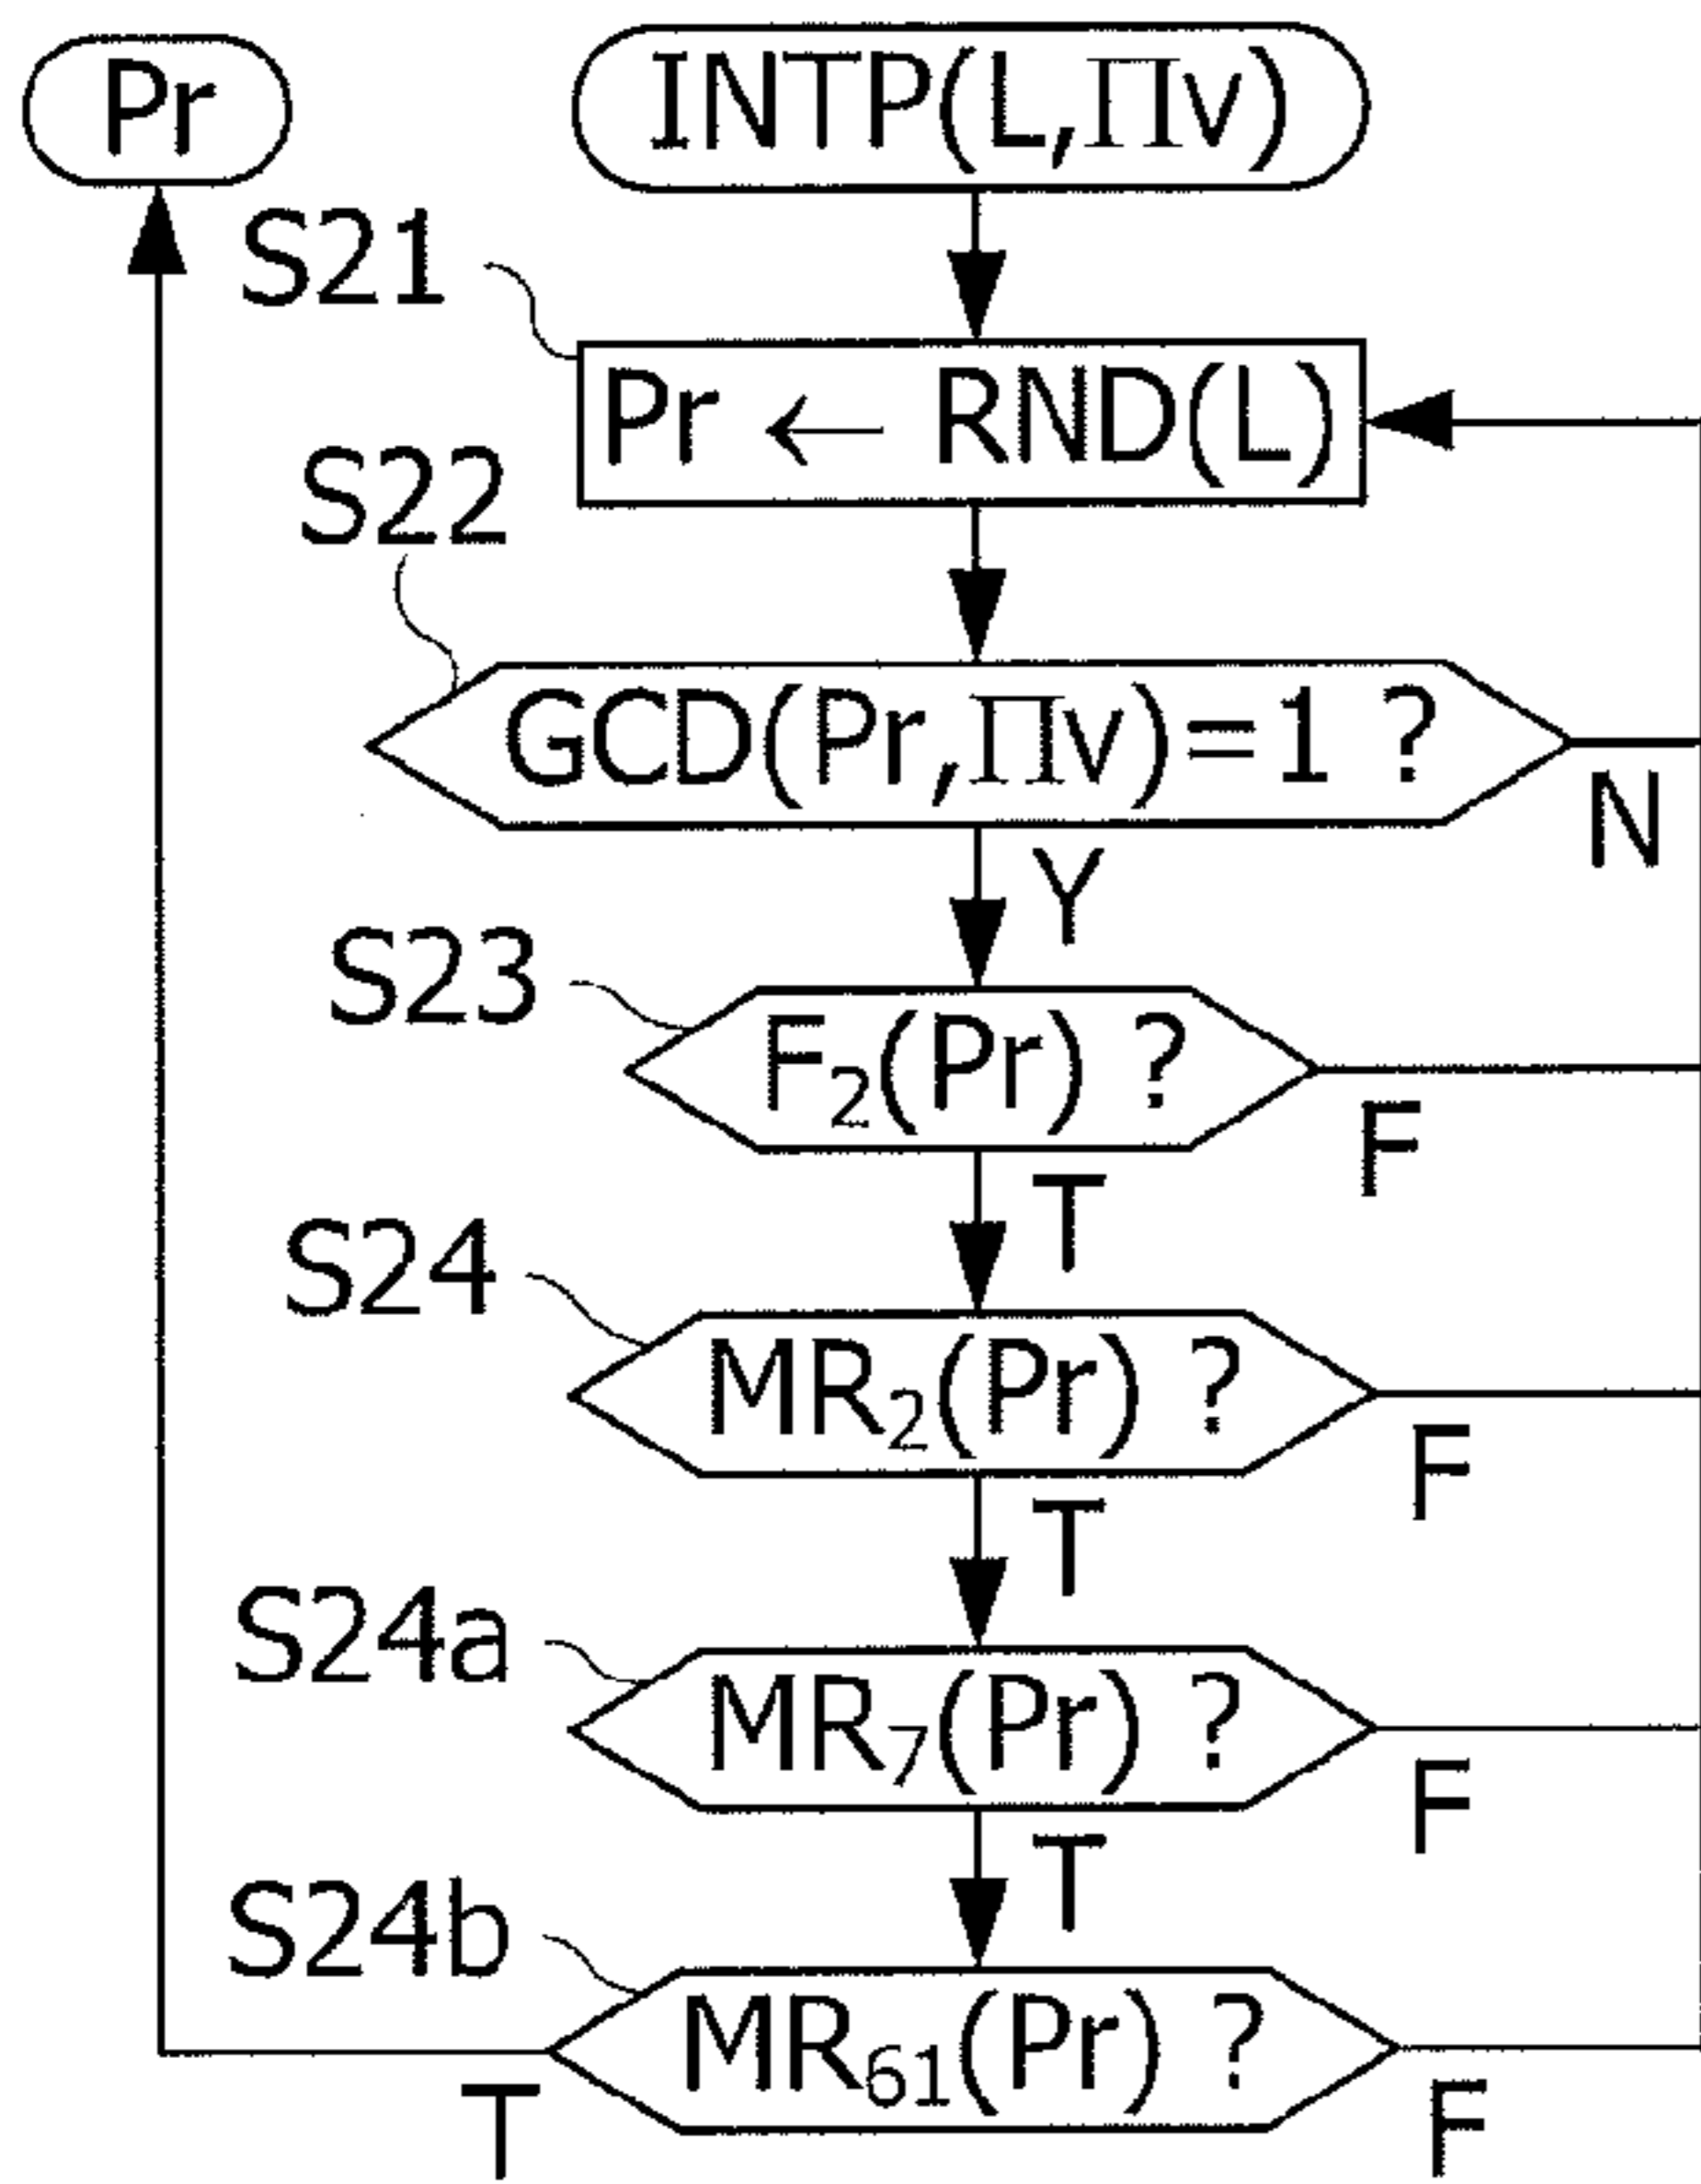 Pr
INTP(L,Πv)
S21
Pr ← RND(L)
S22
GCD(Pr,Πv)=1 ?
N
Y
S23
F₂(Pr) ?
F
T
S24
MR₂(Pr) ?
F
T
S24a
MR₇(Pr) ?
F
T
S24b
MR₆₁(Pr) ?
T
F